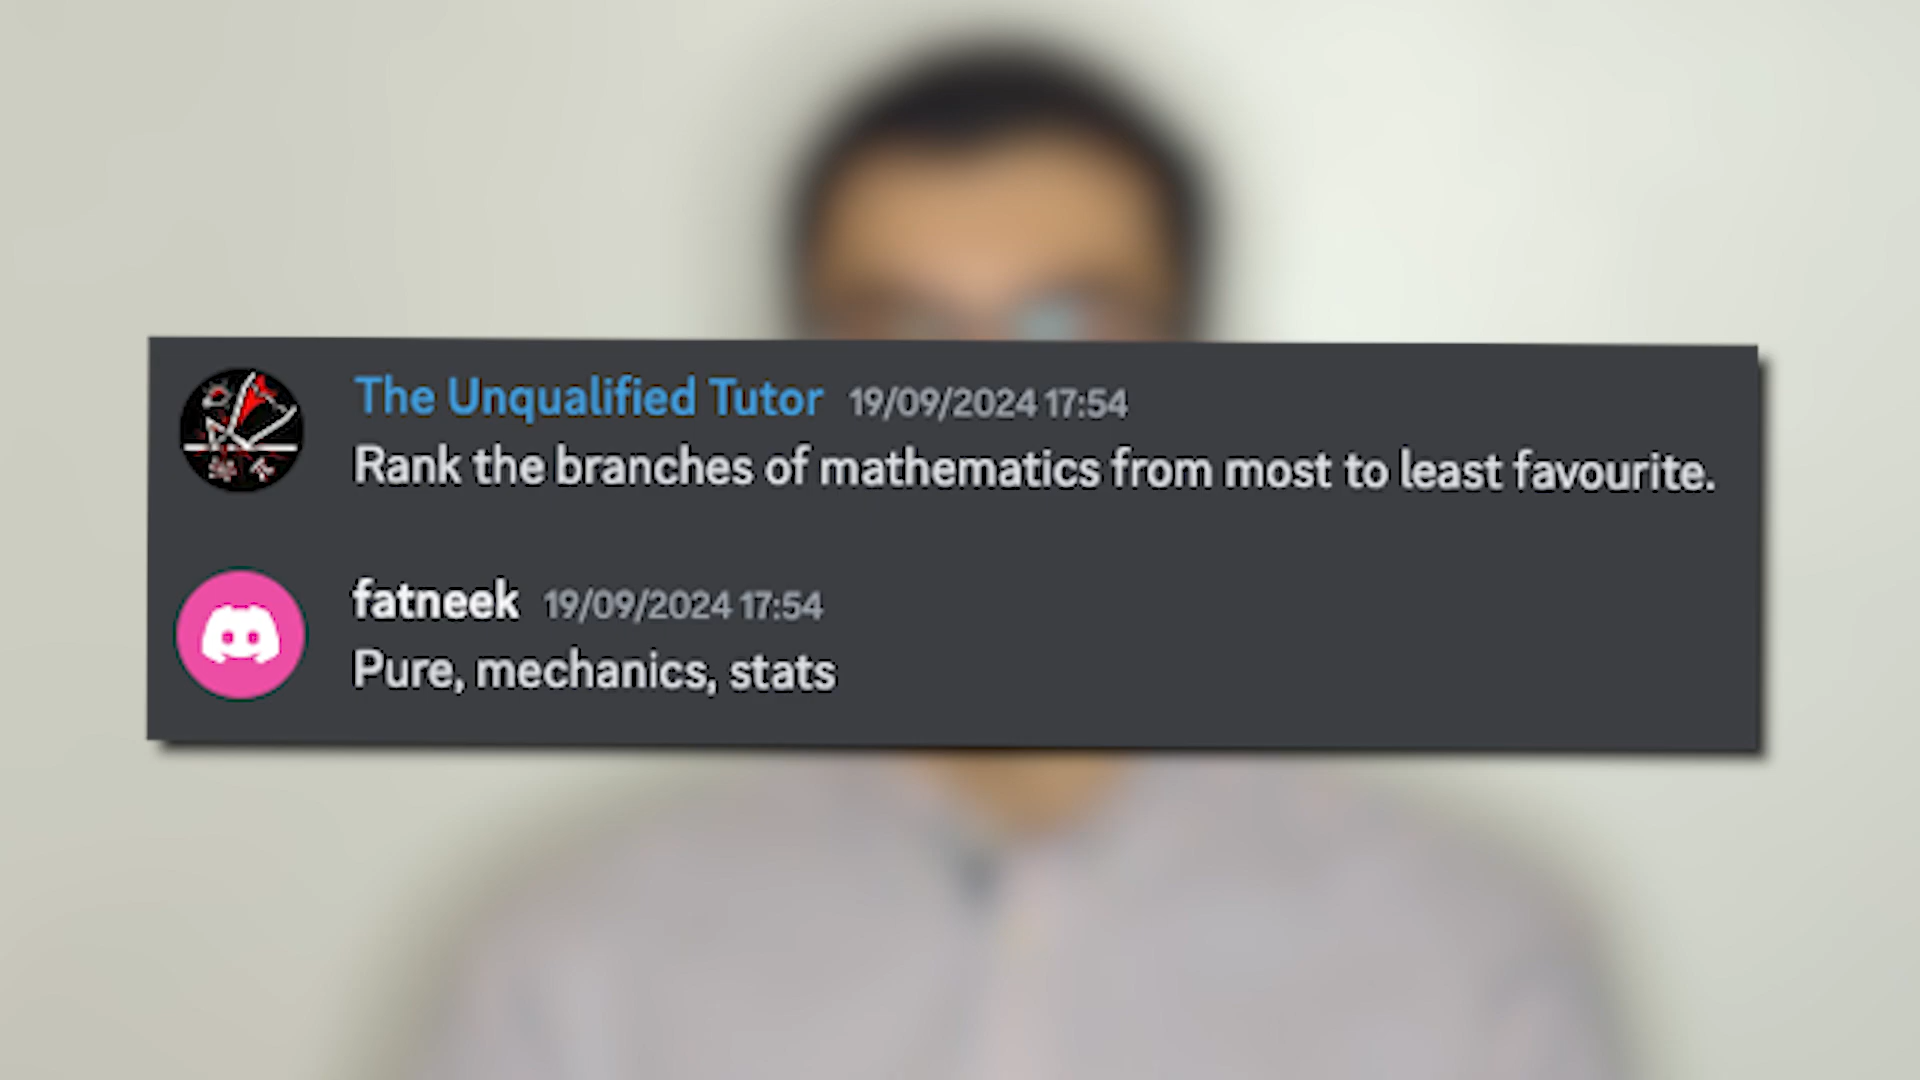 The Unqualified Tutor 19/09/2024 17:54
Rank the branches of mathematics from most to least favourite.
fatneek 19/09/2024 17:54
Pure, mechanics, stats